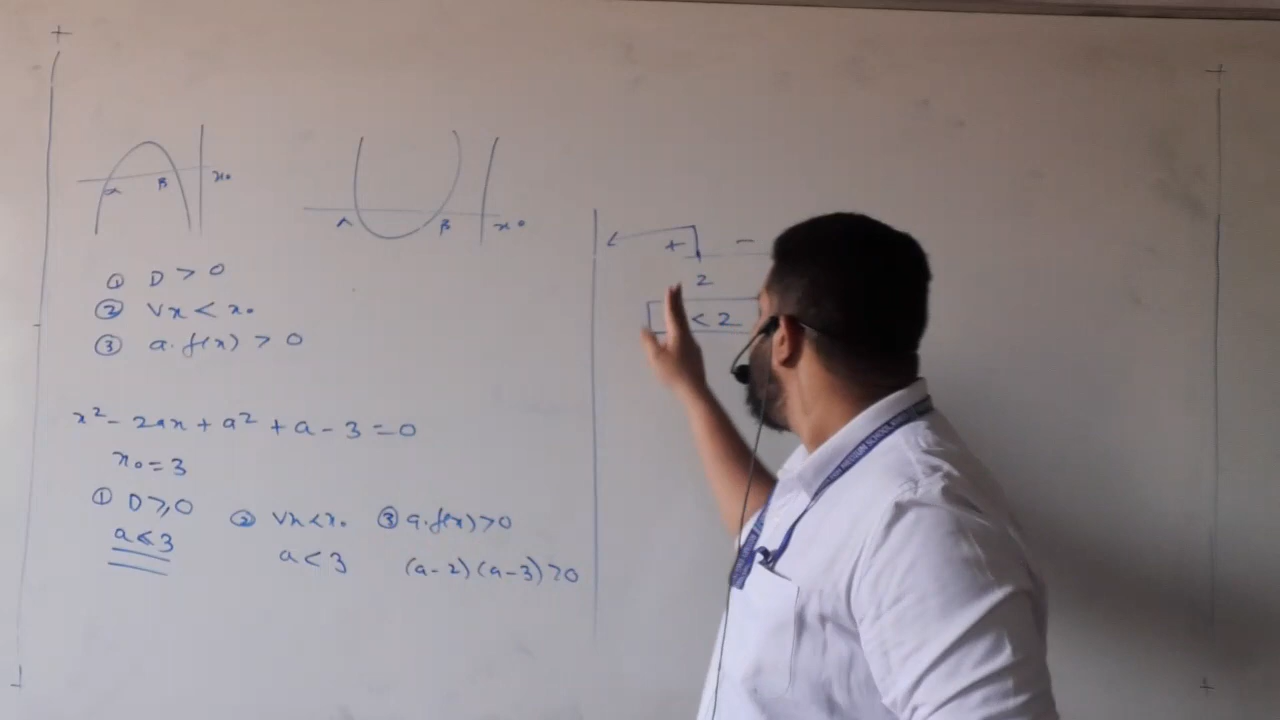 α β x₀
α β x₀
① D > 0
② Vx < x₀
③ a.f(x) > 0
x² - 2ax + a² + a - 3 = 0
x₀ = 3
① D ≥ 0 ② Vx < x₀ ③ a.f(x) > 0
a ≤ 3 a < 3 (a-2)(a-3) > 0
+ -
2
< 2